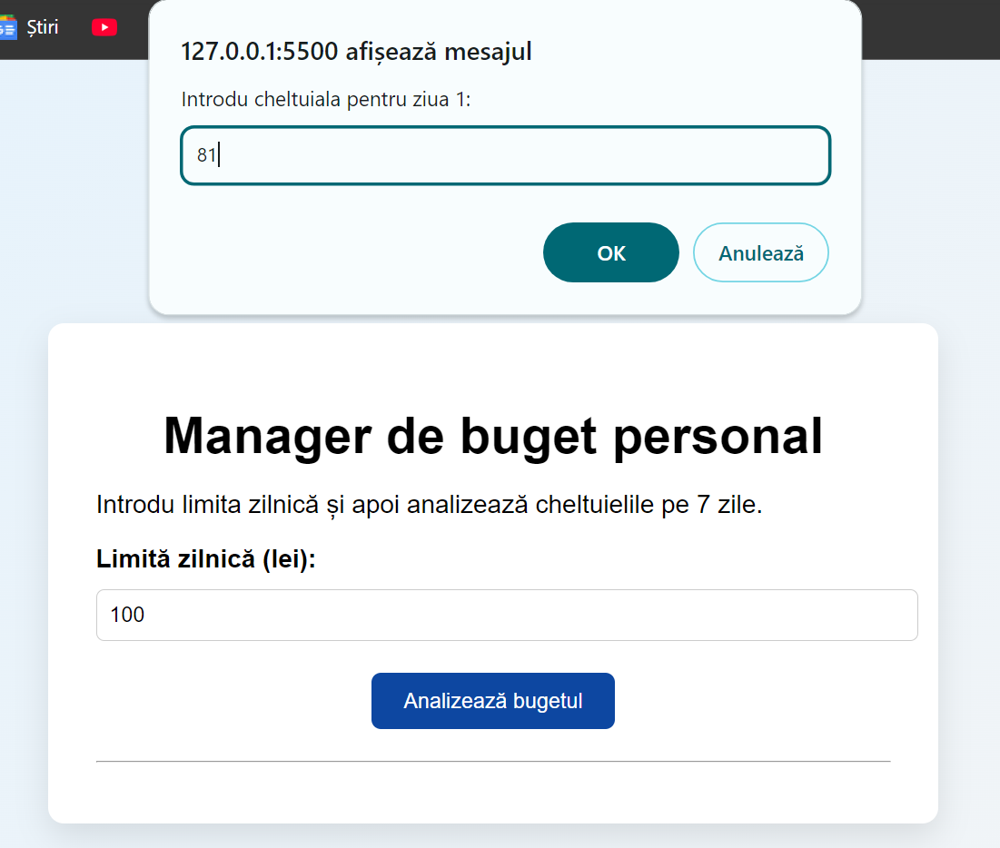 Știri
127.0.0.1:5500 afișează mesajul
Introdu cheltuiala pentru ziua 1:
81
OK Anulează
Manager de buget personal
Introdu limita zilnică și apoi analizează cheltuielile pe 7 zile.
Limită zilnică (lei):
100
Analizează bugetul